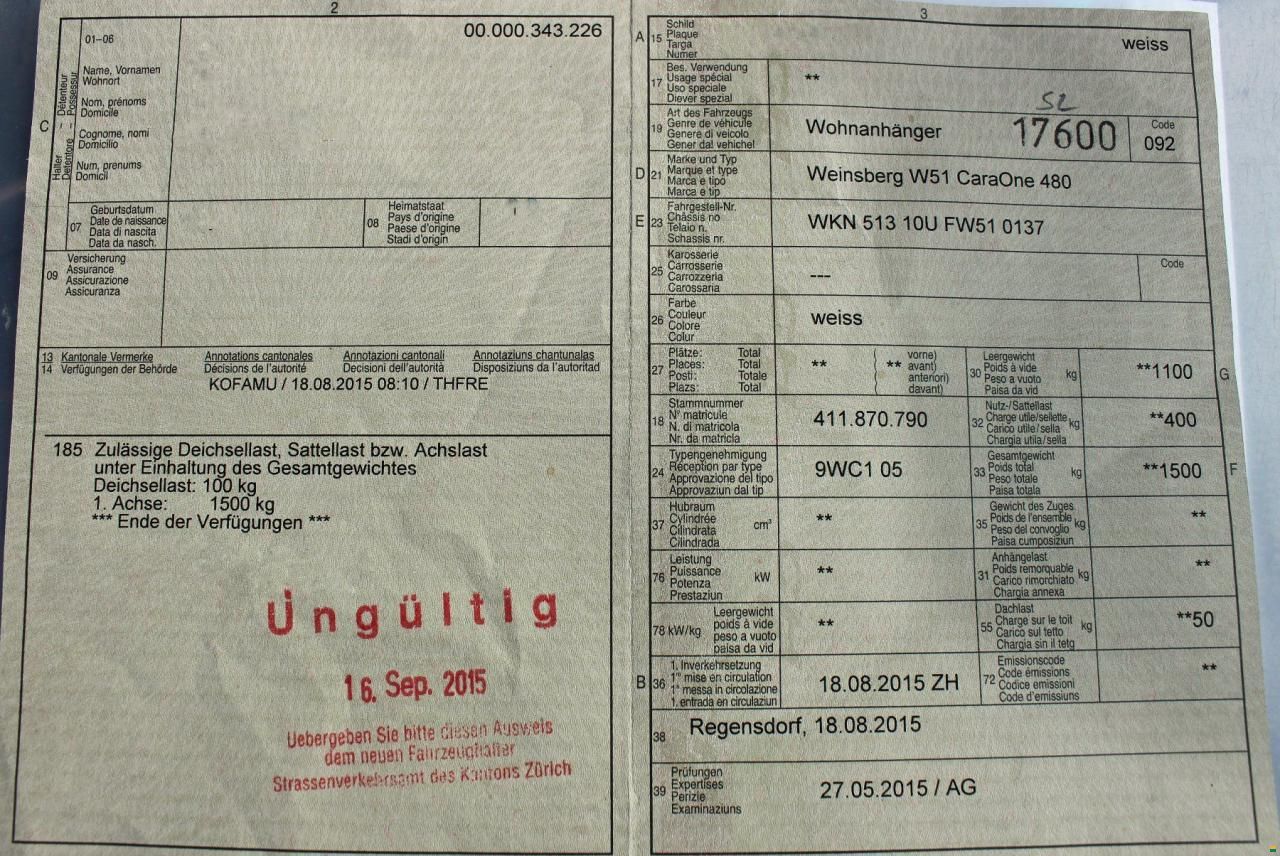 2
00.000.343.226
01-06
C
Halter – Détenteur
Detentore – Possessur
Name, Vornamen
Wohnort
Nom, prénoms
Domicile
Cognome, nomi
Domicilio
Num, prenums
Domicil
07
Geburtsdatum
Date de naissance
Data di nascita
Data da nasch.
-
08
Heimatstaat
Pays d'origine
Paese d'origine
Stadi d'origin
09
Versicherung
Assurance
Assicurazione
Assicuranza
13 Kantonale Vermerke Annotations cantonales Annotazioni cantonali Annotaziuns chantunalas
14 Verfügungen der Behörde Décisions de l'autorité Decisioni dell'autorità Disposiziuns da l'autoritad
KOFAMU / 18.08.2015 08:10 / THFRE
185 Zulässige Deichsellast, Sattellast bzw. Achslast
unter Einhaltung des Gesamtgewichtes
Deichsellast: 100 kg
1. Achse: 1500 kg
*** Ende der Verfügungen ***
Ungültig
16. Sep. 2015
Uebergeben Sie bitte diesen Ausweis
dem neuen Fahrzeughalter
Strassenverkehrsamt des Kantons Zürich
3
A 15
Schild
Plaque
Targa
Numer
weiss
17
Bes. Verwendung
Usage spécial
Uso speciale
Diever spezial
**
52
19
Art des Fahrzeugs
Genre de véhicule
Genere di veicolo
Gener dal vehichel
Wohnanhänger
17600
Code
092
D 21
Marke und Typ
Marque et type
Marca e tipo
Marca e tip
Weinsberg W51 CaraOne 480
E 23
Fahrgestell-Nr.
Châssis no
Telaio n.
Schassis nr.
WKN 513 10U FW51 0137
25
Karosserie
Carrosserie
Carrozzeria
Carossaria
---
Code
26
Farbe
Couleur
Colore
Colur
weiss
27
Plätze: Total
Places: Total
Posti: Totale
Plazs: Total
**
( vorne)
( ** avant)
( anteriori)
( davant)
30
Leergewicht
Poids à vide
Peso a vuoto
Paisa da vid
kg
**1100
G
18
Stammnummer
N° matricule
N. di matricola
Nr. da matricla
411.870.790
32
Nutz-/Sattellast
Charge utile/sellette
Carico utile/sella
Chargia utila/sella
kg
**400
24
Typengenehmigung
Réception par type
Approvazione del tipo
Approvaziun dal tip
9WC1 05
33
Gesamtgewicht
Poids total
Peso totale
Paisa totala
kg
**1500
F
37
Hubraum
Cylindrée
Cilindrata
Cilindrada
cm³
**
35
Gewicht des Zuges
Poids de l'ensemble
Peso del convoglio
Paisa cumposiziun
kg
**
76
Leistung
Puissance
Potenza
Prestaziun
kW
**
31
Anhängelast
Poids remorquable
Carico rimorchiato
Chargia annexa
kg
**
78 kW/kg
Leergewicht
poids à vide
peso a vuoto
paisa da vid
**
55
Dachlast
Charge sur le toit
Carico sul tetto
Chargia sin il tetg
kg
**50
B 36
1. Inverkehrsetzung
1re mise en circulation
1a messa in circolazione
1. entrada en circulaziun
18.08.2015 ZH
72
Emissionscode
Code émissions
Codice emissioni
Code d'emissiuns
**
38
Regensdorf, 18.08.2015
39
Prüfungen
Expertises
Perizie
Examinaziuns
27.05.2015 / AG